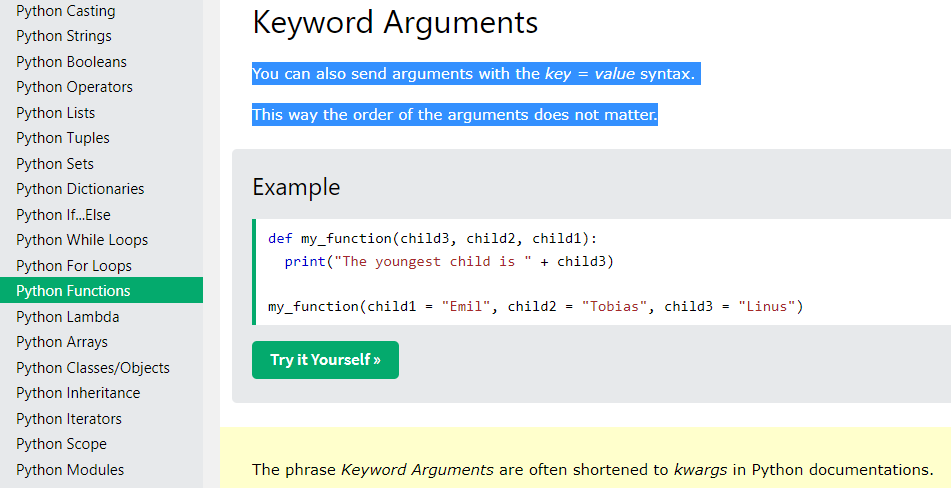 Python Casting
Python Strings
Python Booleans
Python Operators
Python Lists
Python Tuples
Python Sets
Python Dictionaries
Python If...Else
Python While Loops
Python For Loops
Python Functions
Python Lambda
Python Arrays
Python Classes/Objects
Python Inheritance
Python Iterators
Python Scope
Python Modules
Keyword Arguments
You can also send arguments with the key = value syntax.
This way the order of the arguments does not matter.
Example
def my_function(child3, child2, child1):
  print("The youngest child is " + child3)
my_function(child1 = "Emil", child2 = "Tobias", child3 = "Linus")
Try it Yourself »
The phrase Keyword Arguments are often shortened to kwargs in Python documentations.